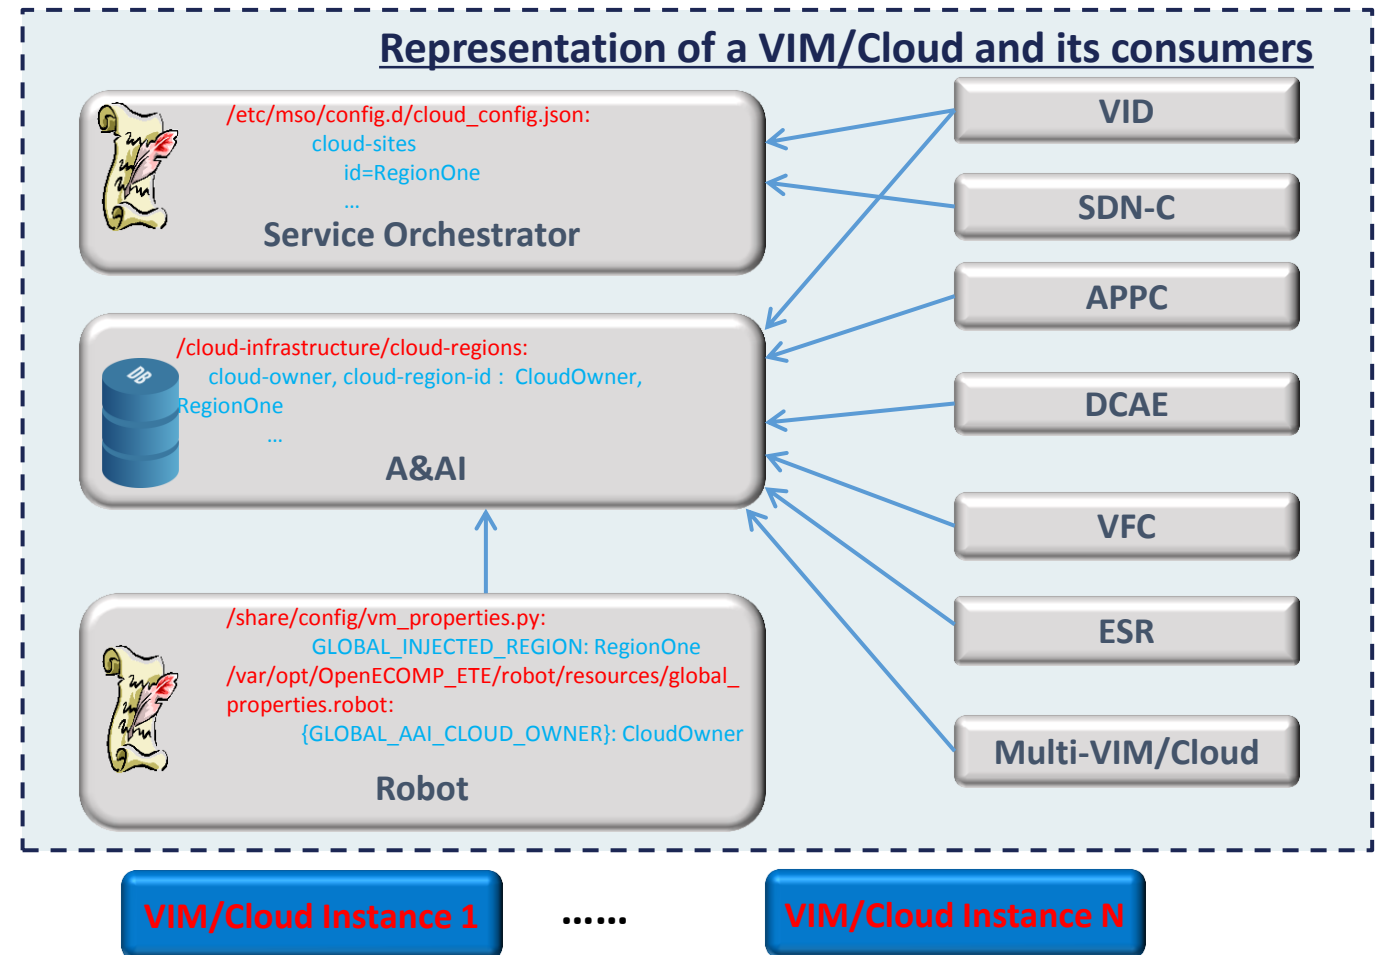 Representation of a VIM/Cloud and its consumers
/etc/mso/config.d/cloud_config.json:
cloud-sites
id=RegionOne
...
Service Orchestrator
/cloud-infrastructure/cloud-regions:
cloud-owner, cloud-region-id : CloudOwner,
RegionOne
...
DB
A&AI
/share/config/vm_properties.py:
GLOBAL_INJECTED_REGION: RegionOne
/var/opt/OpenECOMP_ETE/robot/resources/global_
properties.robot:
{GLOBAL_AAI_CLOUD_OWNER}: CloudOwner
Robot
VID
SDN-C
APPC
DCAE
VFC
ESR
Multi-VIM/Cloud
VIM/Cloud Instance 1
......
VIM/Cloud Instance N